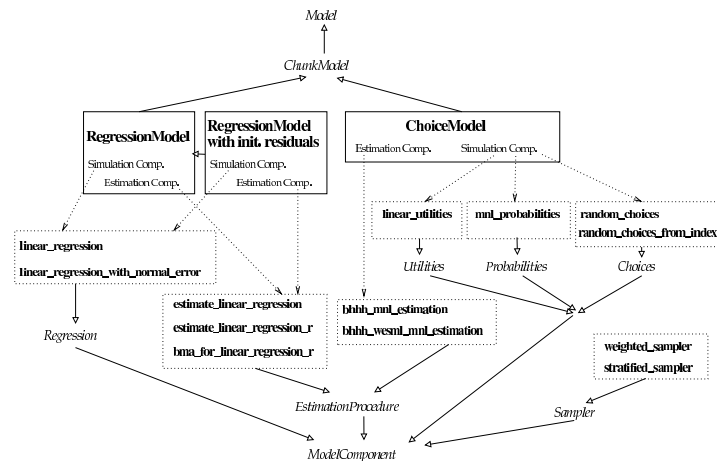 Model
ChunkModel
RegressionModel
Simulation Comp.
Estimation Comp.
RegressionModel
with init. residuals
Simulation Comp.
Estimation Comp.
ChoiceModel
Estimation Comp. Simulation Comp.
linear_utilities
mnl_probabilities
random_choices
random_choices_from_index
linear_regression
linear_regression_with_normal_error
Utilities
Probabilities
Choices
estimate_linear_regression
estimate_linear_regression_r
bma_for_linear_regression_r
bhhh_mnl_estimation
bhhh_wesml_mnl_estimation
Regression
weighted_sampler
stratified_sampler
EstimationProcedure
Sampler
ModelComponent